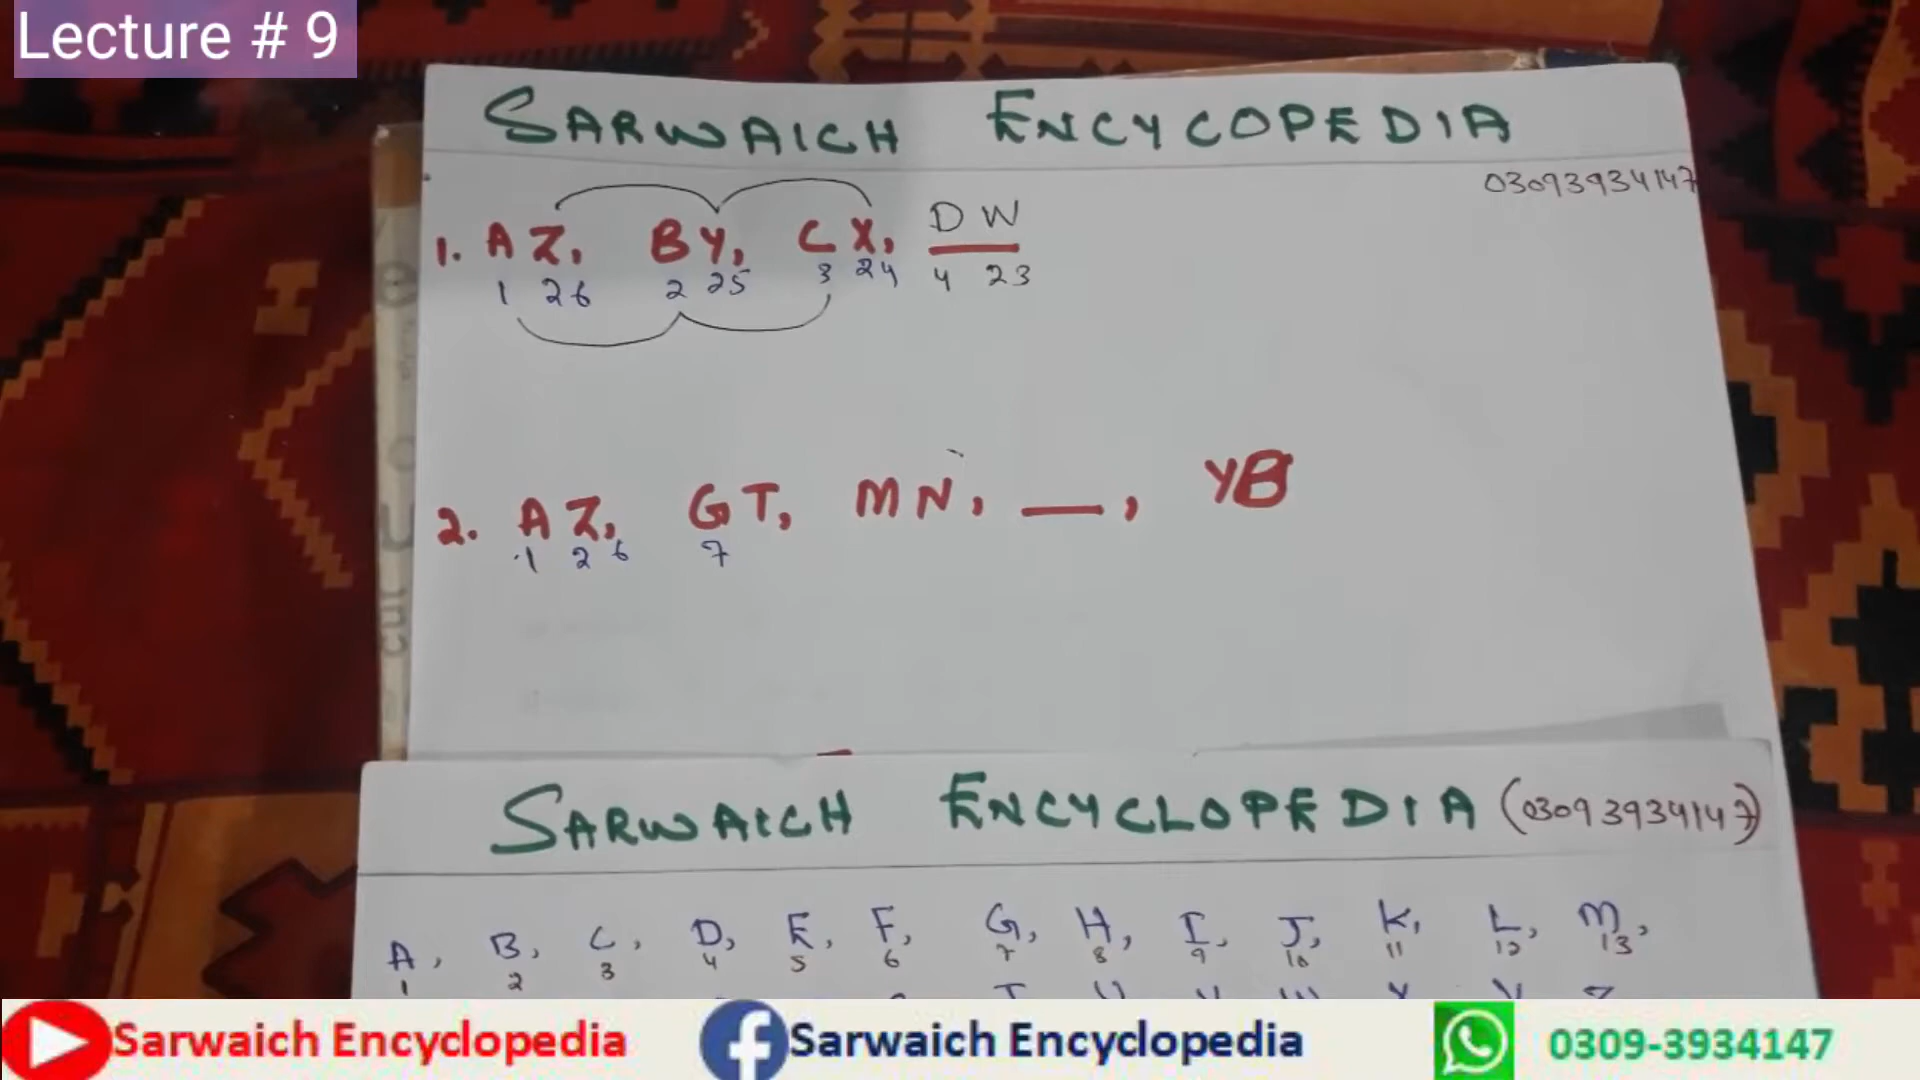 Lecture # 9
SARWAICH ENCYCOPEDIA
03093934147
1. AZ, BY, CX, DW
1 26 2 25 3 24 4 23
2. AZ, GT, MN, __, YB
1 26 7
SARWAICH ENCYCLOPEDIA (03093934147)
A, B, C, D, E, F, G, H, I, J, K, L, M,
1 2 3 4 5 6 7 8 9 10 11 12 13
Sarwaich Encyclopedia Sarwaich Encyclopedia 0309-3934147